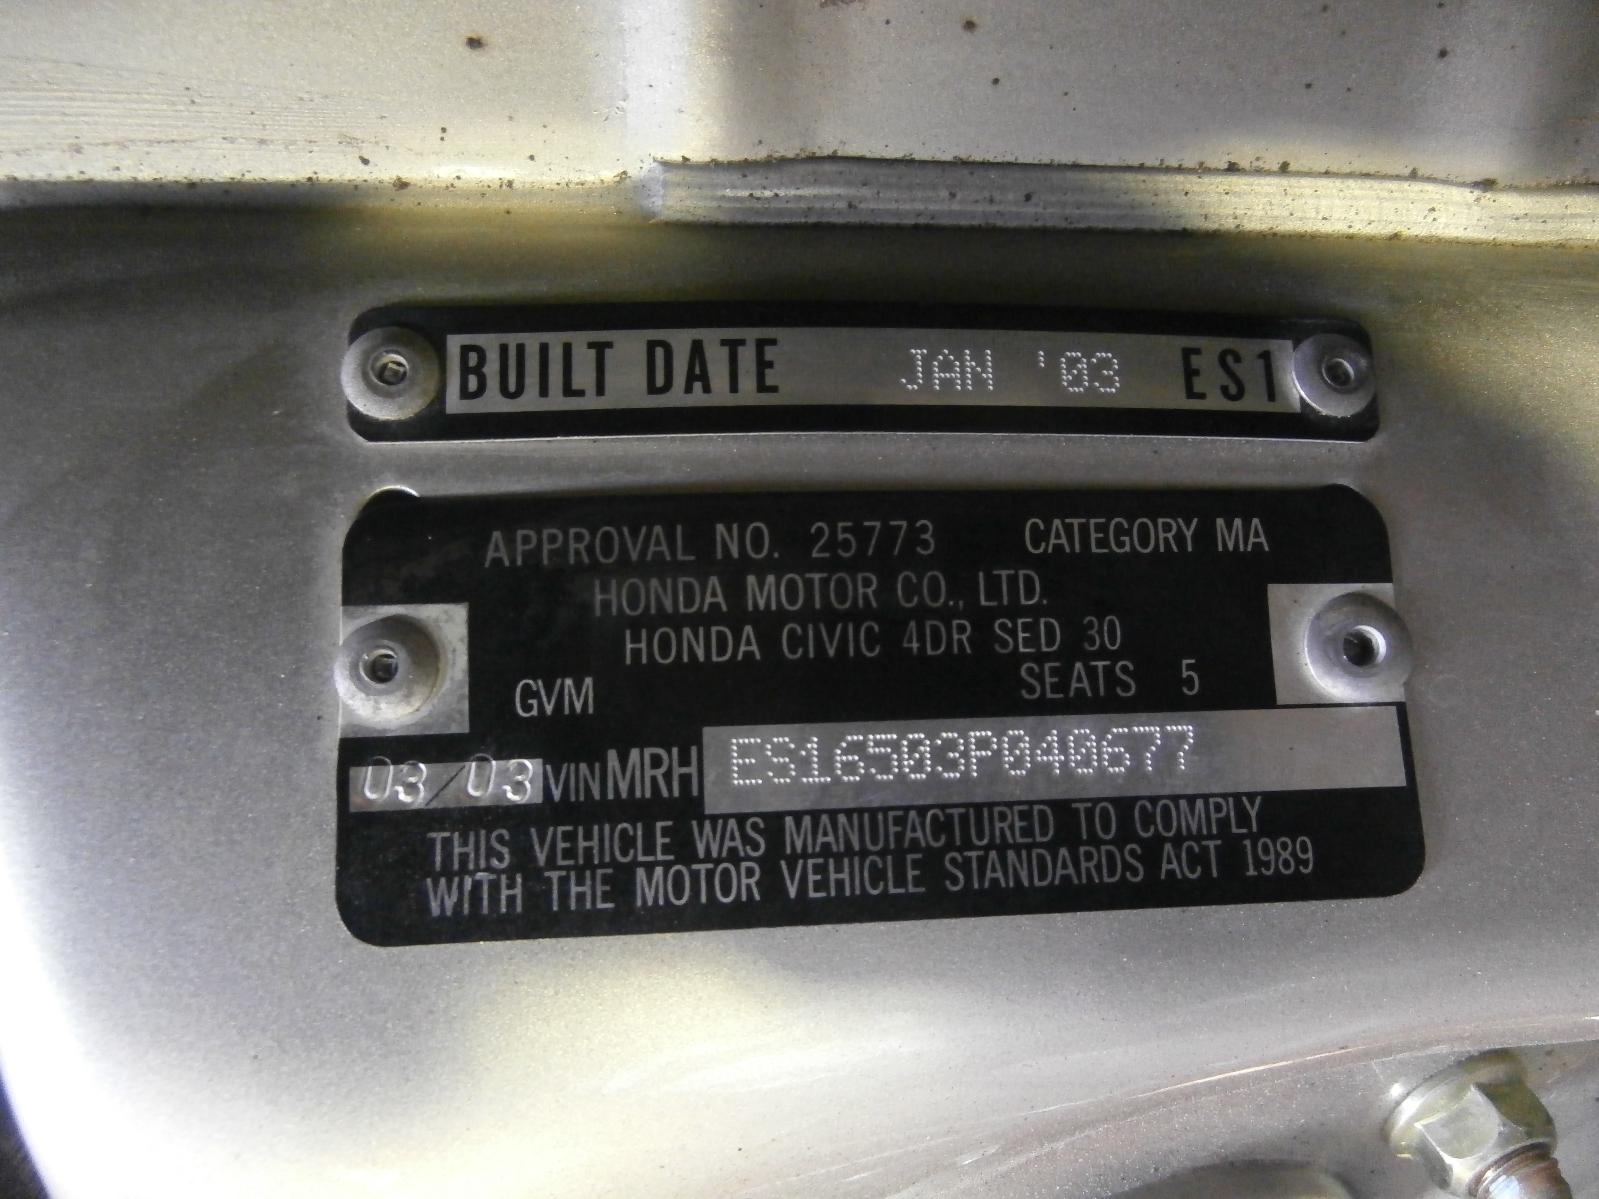 BUILT DATE JAN '03 ES1
APPROVAL NO. 25773 CATEGORY MA
HONDA MOTOR CO., LTD.
HONDA CIVIC 4DR SED 30
SEATS 5
GVM
03/03 VIN MRH ES16503P040677
THIS VEHICLE WAS MANUFACTURED TO COMPLY
WITH THE MOTOR VEHICLE STANDARDS ACT 1989